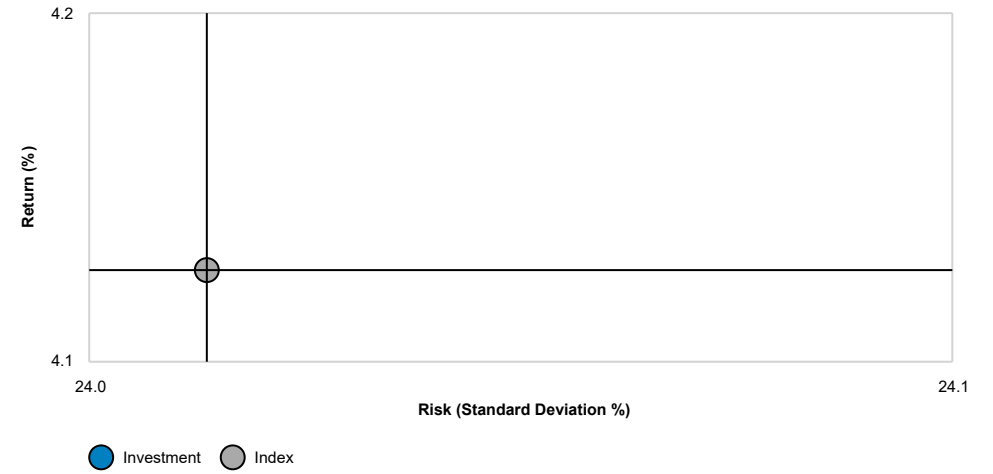 4.2
Return (%)
4.1
24.0 24.1
Risk (Standard Deviation %)
Investment Index